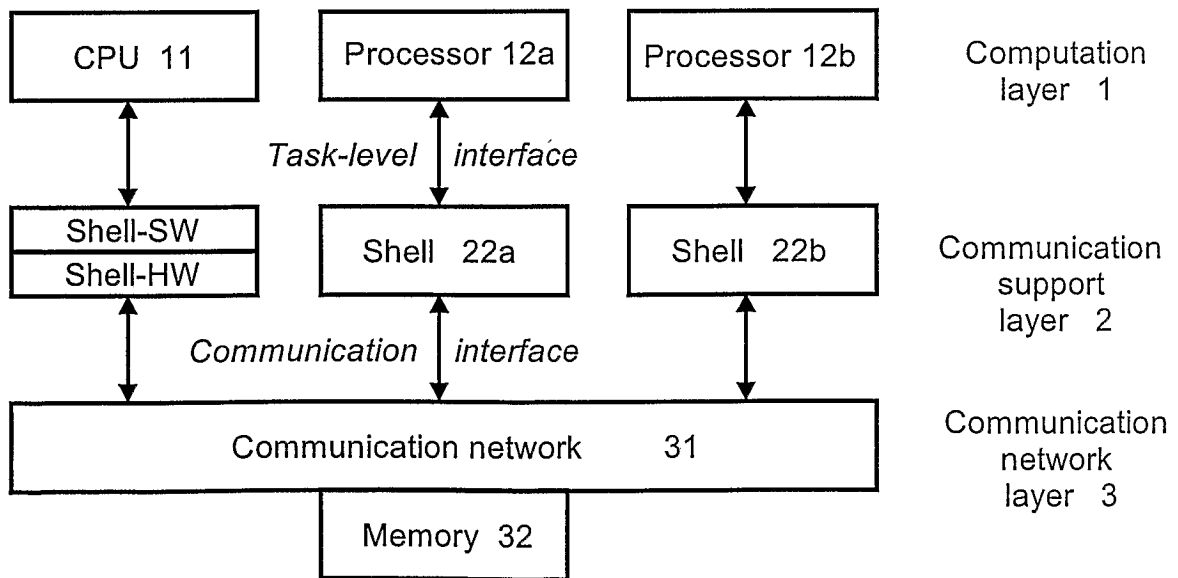 CPU 11
Processor 12a
Processor 12b
Computation
layer 1
Task-level interface
Shell-SW
Shell-HW
Shell 22a
Shell 22b
Communication
support
layer 2
Communication interface
Communication network 31
Communication
network
layer 3
Memory 32